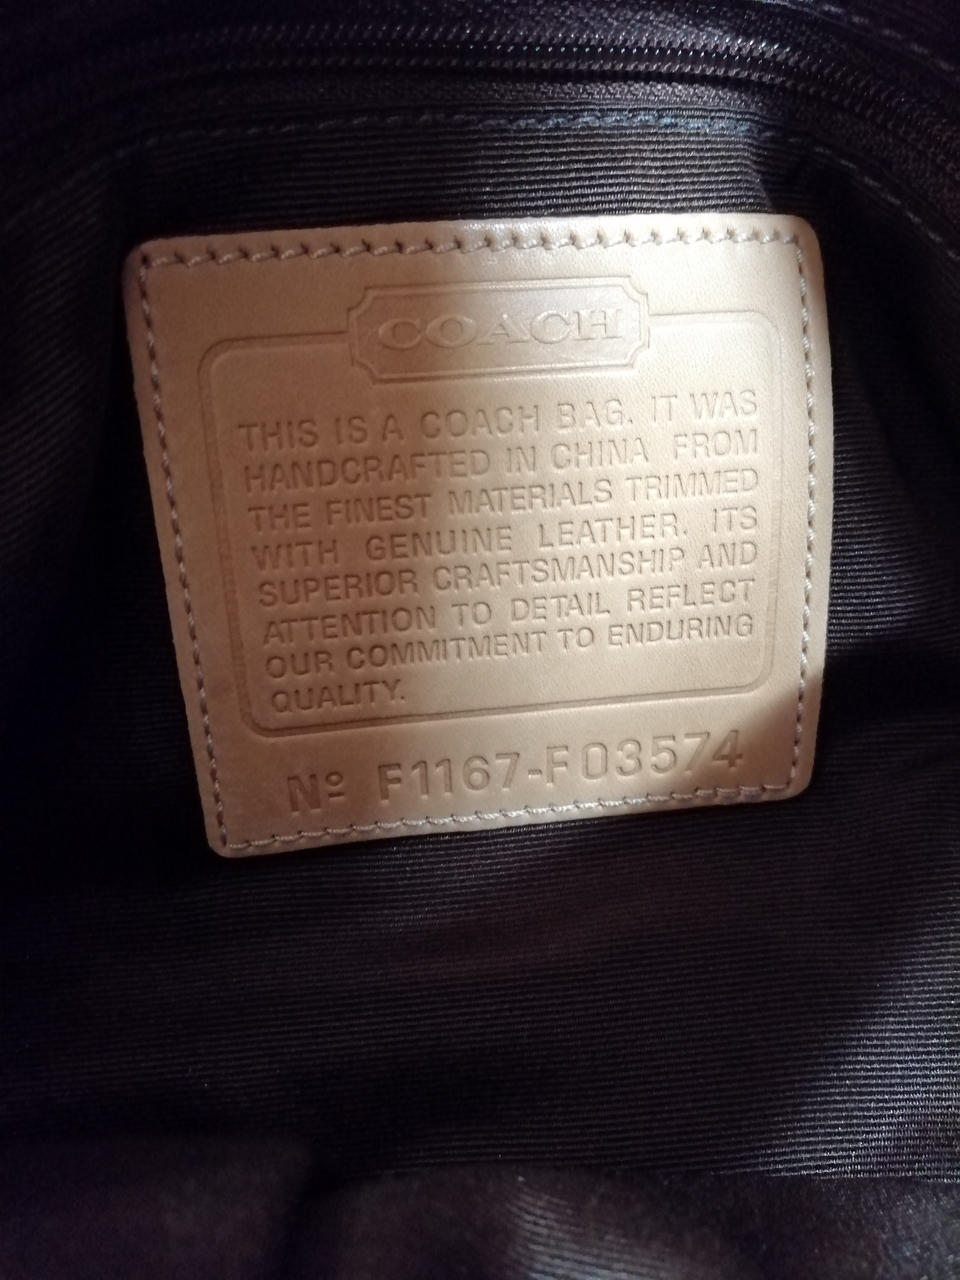 COACH
THIS IS A COACH BAG. IT WAS
HANDCRAFTED IN CHINA FROM
THE FINEST MATERIALS TRIMMED
WITH GENUINE LEATHER. ITS
SUPERIOR CRAFTSMANSHIP AND
ATTENTION TO DETAIL REFLECT
OUR COMMITMENT TO ENDURING
QUALITY.
Nº F1167-F03574